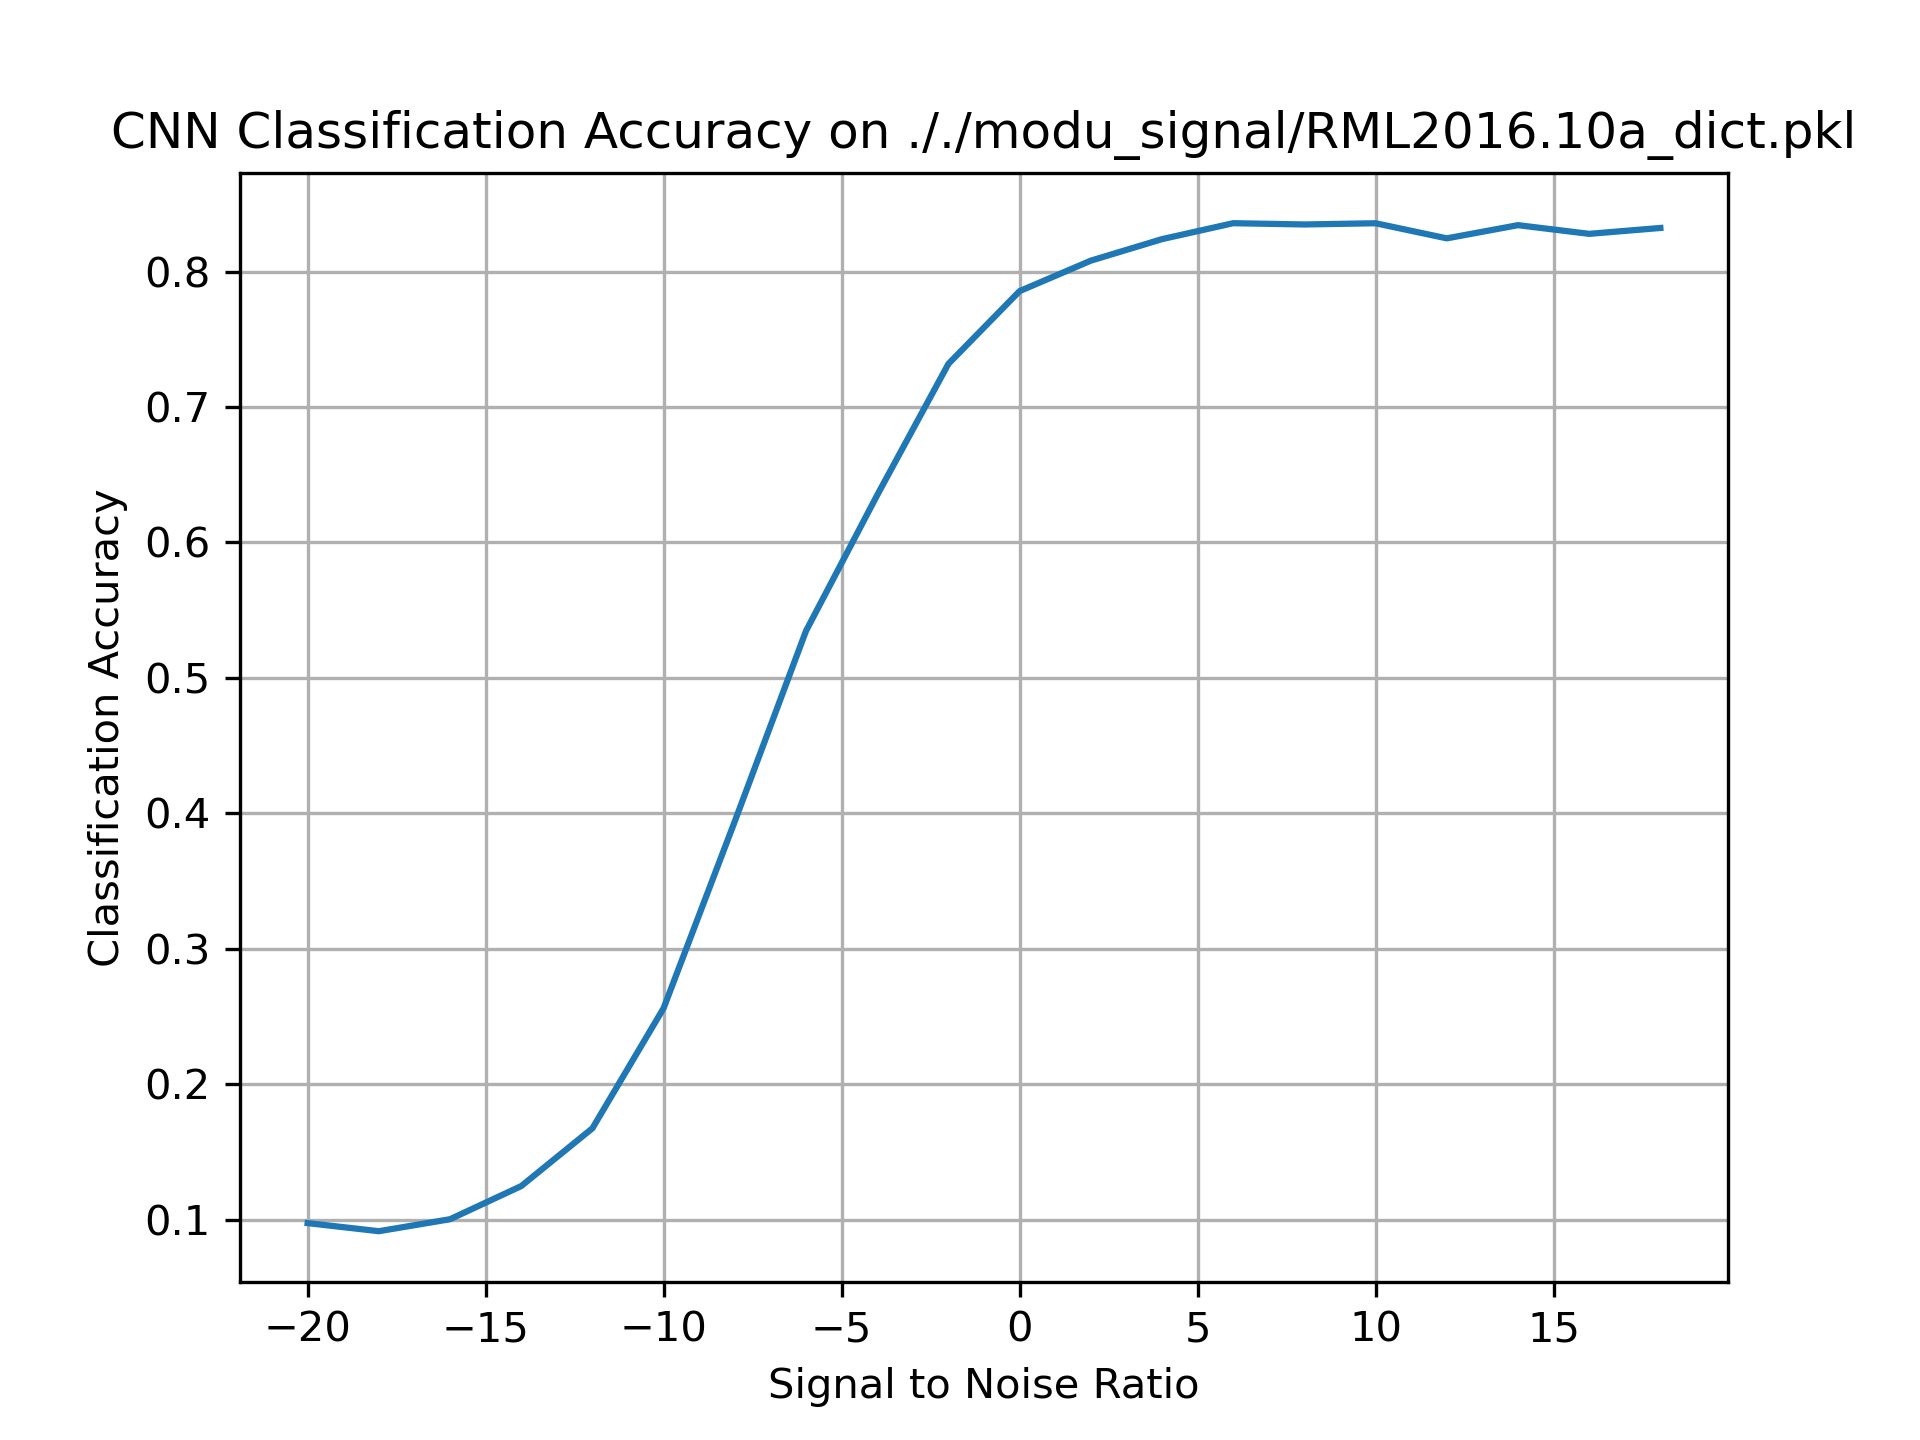 CNN Classification Accuracy on ././modu_signal/RML2016.10a_dict.pkl
Classification Accuracy
0.8
0.7
0.6
0.5
0.4
0.3
0.2
0.1
−20 −15 −10 −5 0 5 10 15
Signal to Noise Ratio